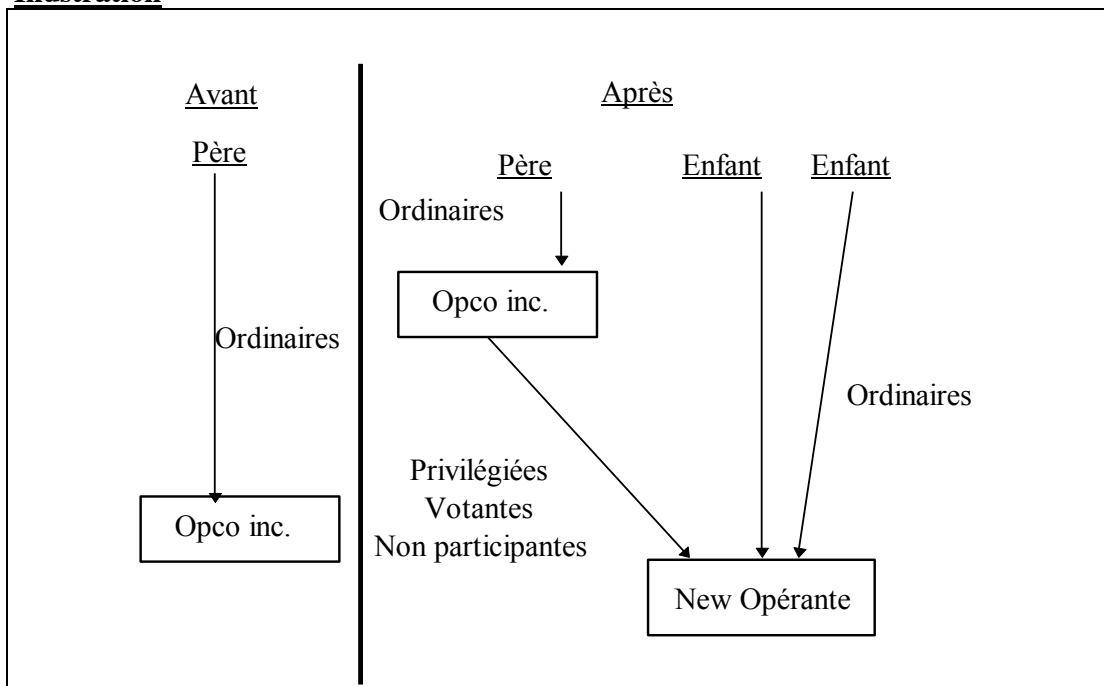 Illustration
Avant
Père
Ordinaires
Opco inc.
Après
Père
Enfant
Enfant
Ordinaires
Opco inc.
Ordinaires
Privilégiées
Votantes
Non participantes
New Opérante